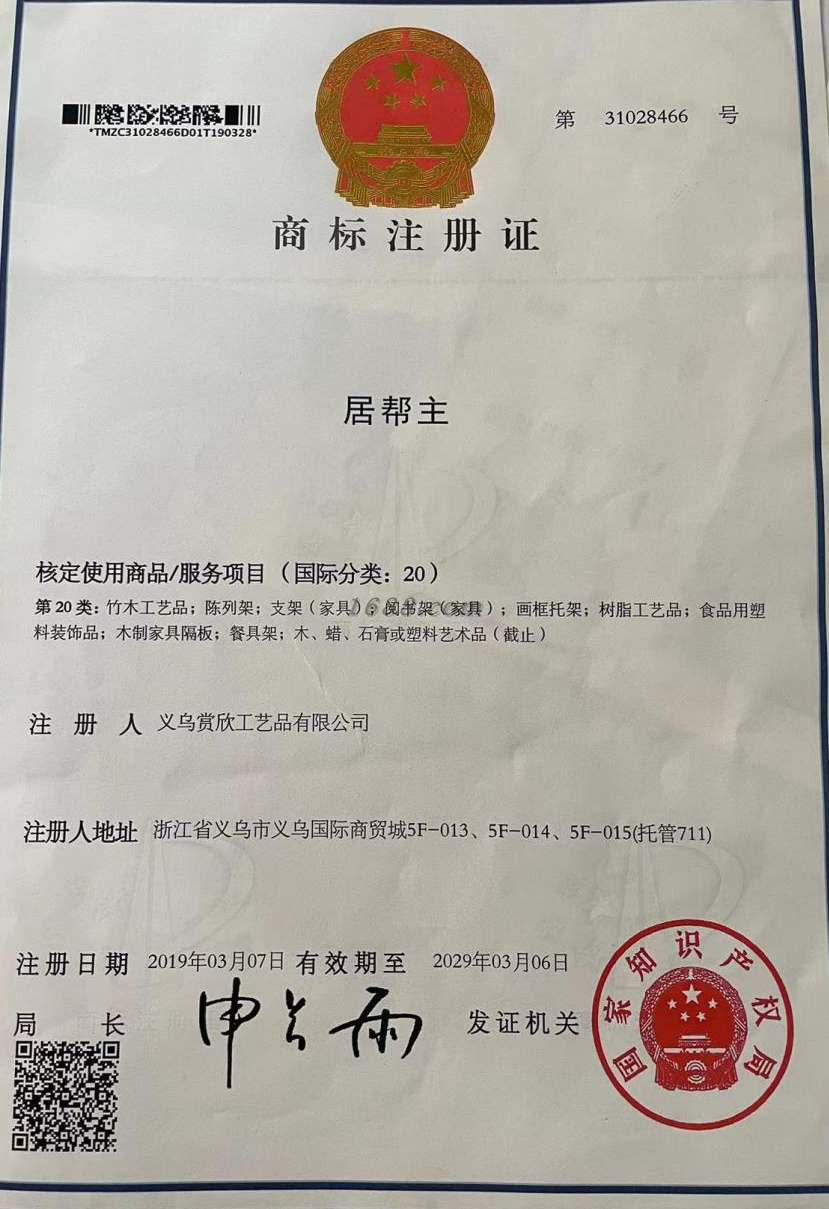 *TMZC31028466D01T190328*
第 31028466 号
商标注册证
居帮主
核定使用商品/服务项目（国际分类：20）
第20类：竹木工艺品；陈列架；支架（家具）；阅书架（家具）；画框托架；树脂工艺品；食品用塑
料装饰品；木制家具隔板；餐具架；木、蜡、石膏或塑料艺术品（截止）
1688.com
注册人 义乌赏欣工艺品有限公司
注册人地址 浙江省义乌市义乌国际商贸城5F-013、5F-014、5F-015(托管711)
注册日期 2019年03月07日 有效期至 2029年03月06日
局长 申长雨 发证机关
国家知识产权局